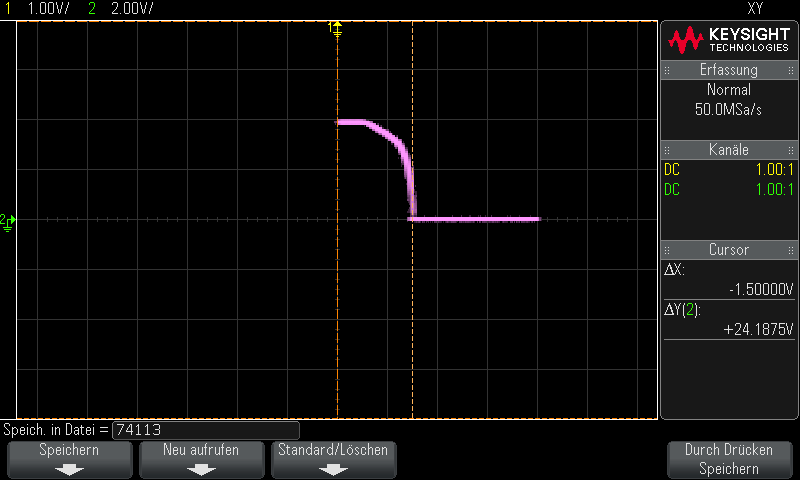 1 1.00V/ 2 2.00V/ XY
1
KEYSIGHT
TECHNOLOGIES
Erfassung
Normal
50.0MSa/s
Kanäle
DC 1.00:1
DC 1.00:1
2
Cursor
ΔX:
-1.50000V
ΔY(2):
+24.1875V
Speich. in Datei = 74113
Speichern
Neu aufrufen
Standard/Löschen
Durch Drücken
Speichern